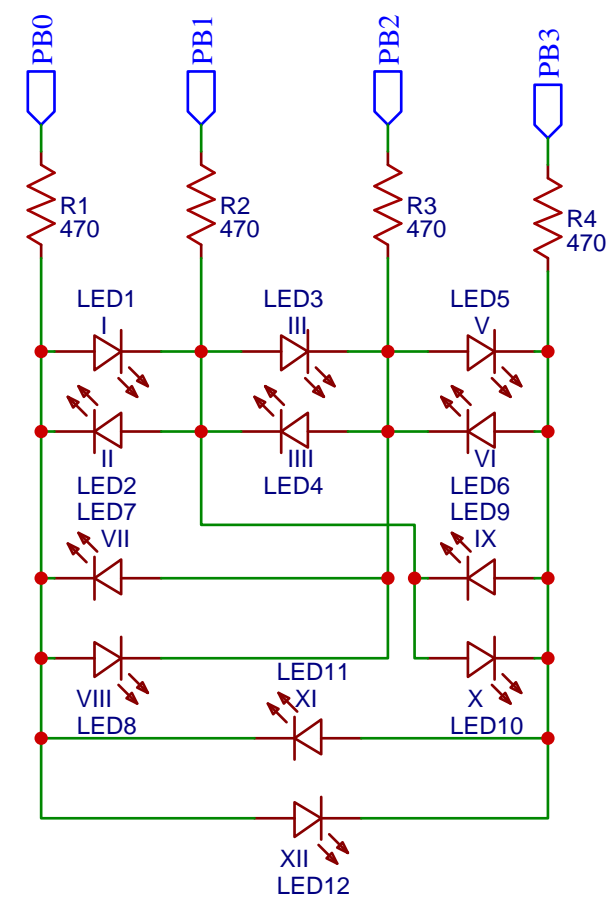 PB0
PB1
PB2
PB3
R1
470
R2
470
R3
470
R4
470
LED1
I
LED3
III
LED5
V
II
LED2
IIII
LED4
VI
LED6
LED7
VII
LED9
IX
VIII
LED8
LED11
XI
X
LED10
XII
LED12